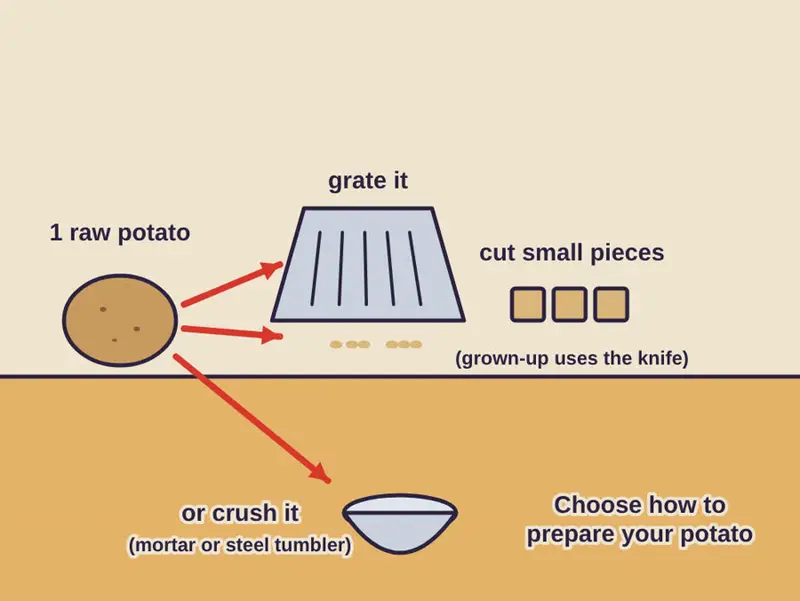 grate it
1 raw potato
cut small pieces
(grown-up uses the knife)
or crush it
(mortar or steel tumbler)
Choose how to
prepare your potato